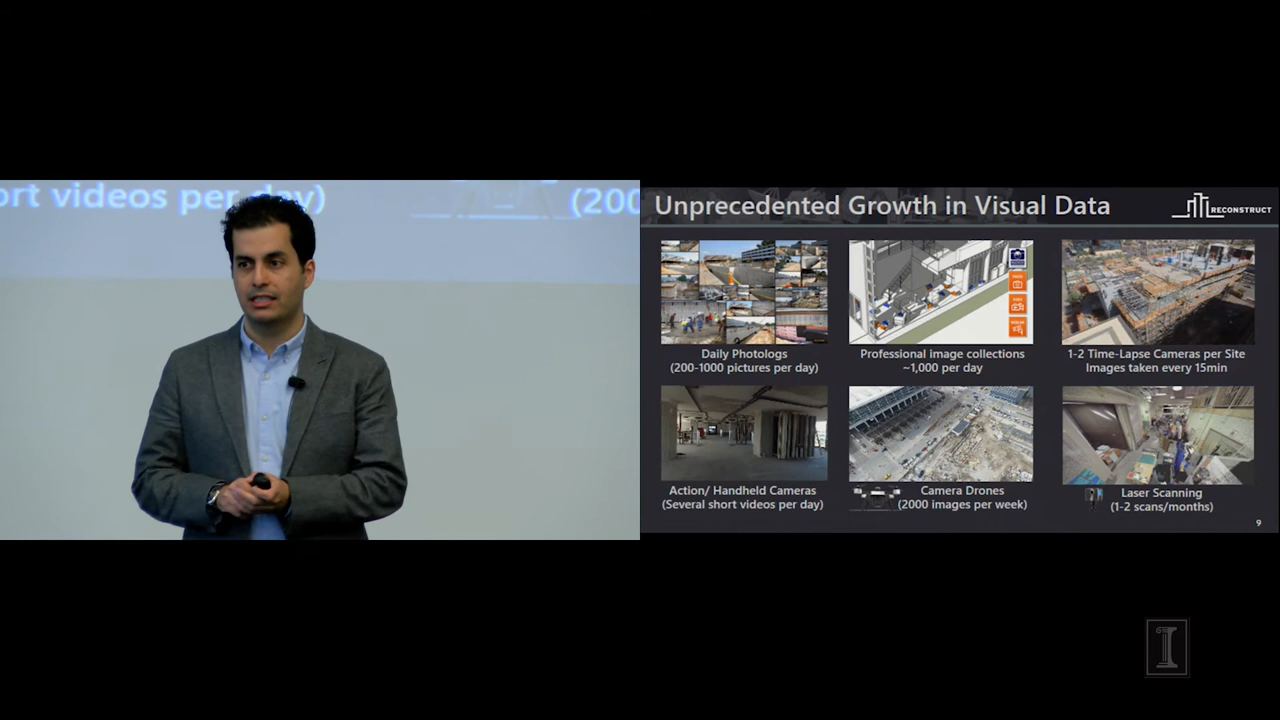 ort videos per day)
(200
Unprecedented Growth in Visual Data
RECONSTRUCT
Daily Photologs
(200-1000 pictures per day)
Professional image collections
~1,000 per day
1-2 Time-Lapse Cameras per Site
Images taken every 15min
Action/ Handheld Cameras
(Several short videos per day)
Camera Drones
(2000 images per week)
Laser Scanning
(1-2 scans/months)
9
I